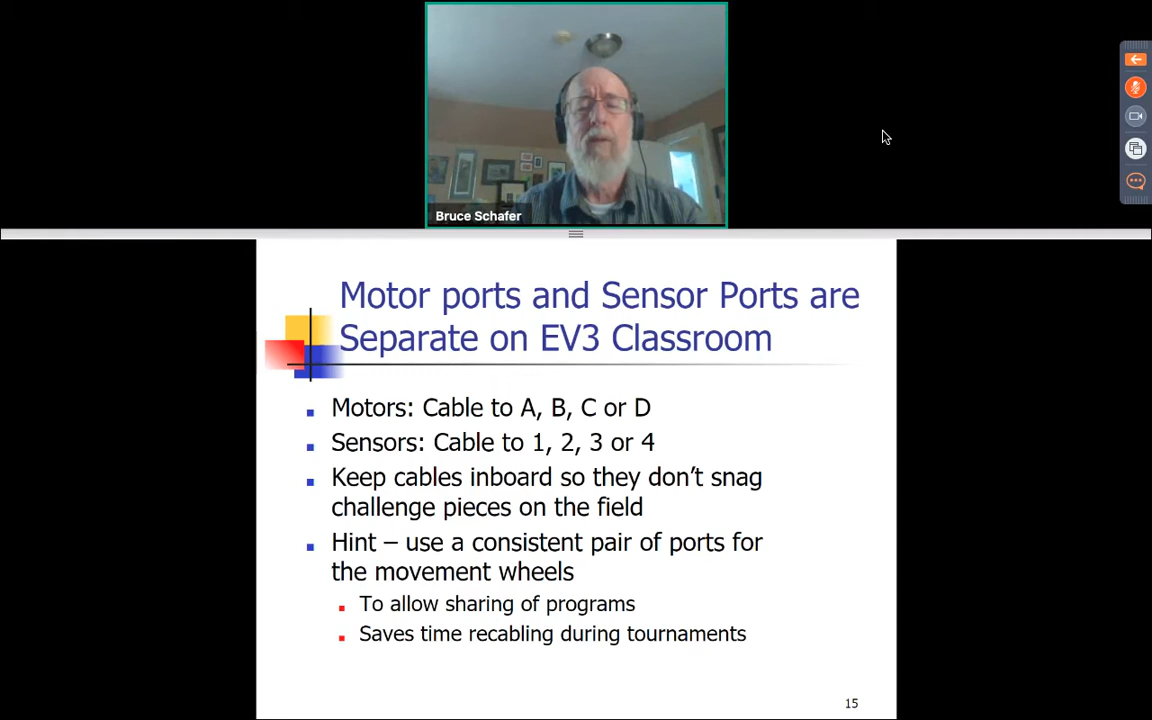 Bruce Schafer
Motor ports and Sensor Ports are
Separate on EV3 Classroom
Motors: Cable to A, B, C or D
Sensors: Cable to 1, 2, 3 or 4
Keep cables inboard so they don’t snag
challenge pieces on the field
Hint – use a consistent pair of ports for
the movement wheels
To allow sharing of programs
Saves time recabling during tournaments
15